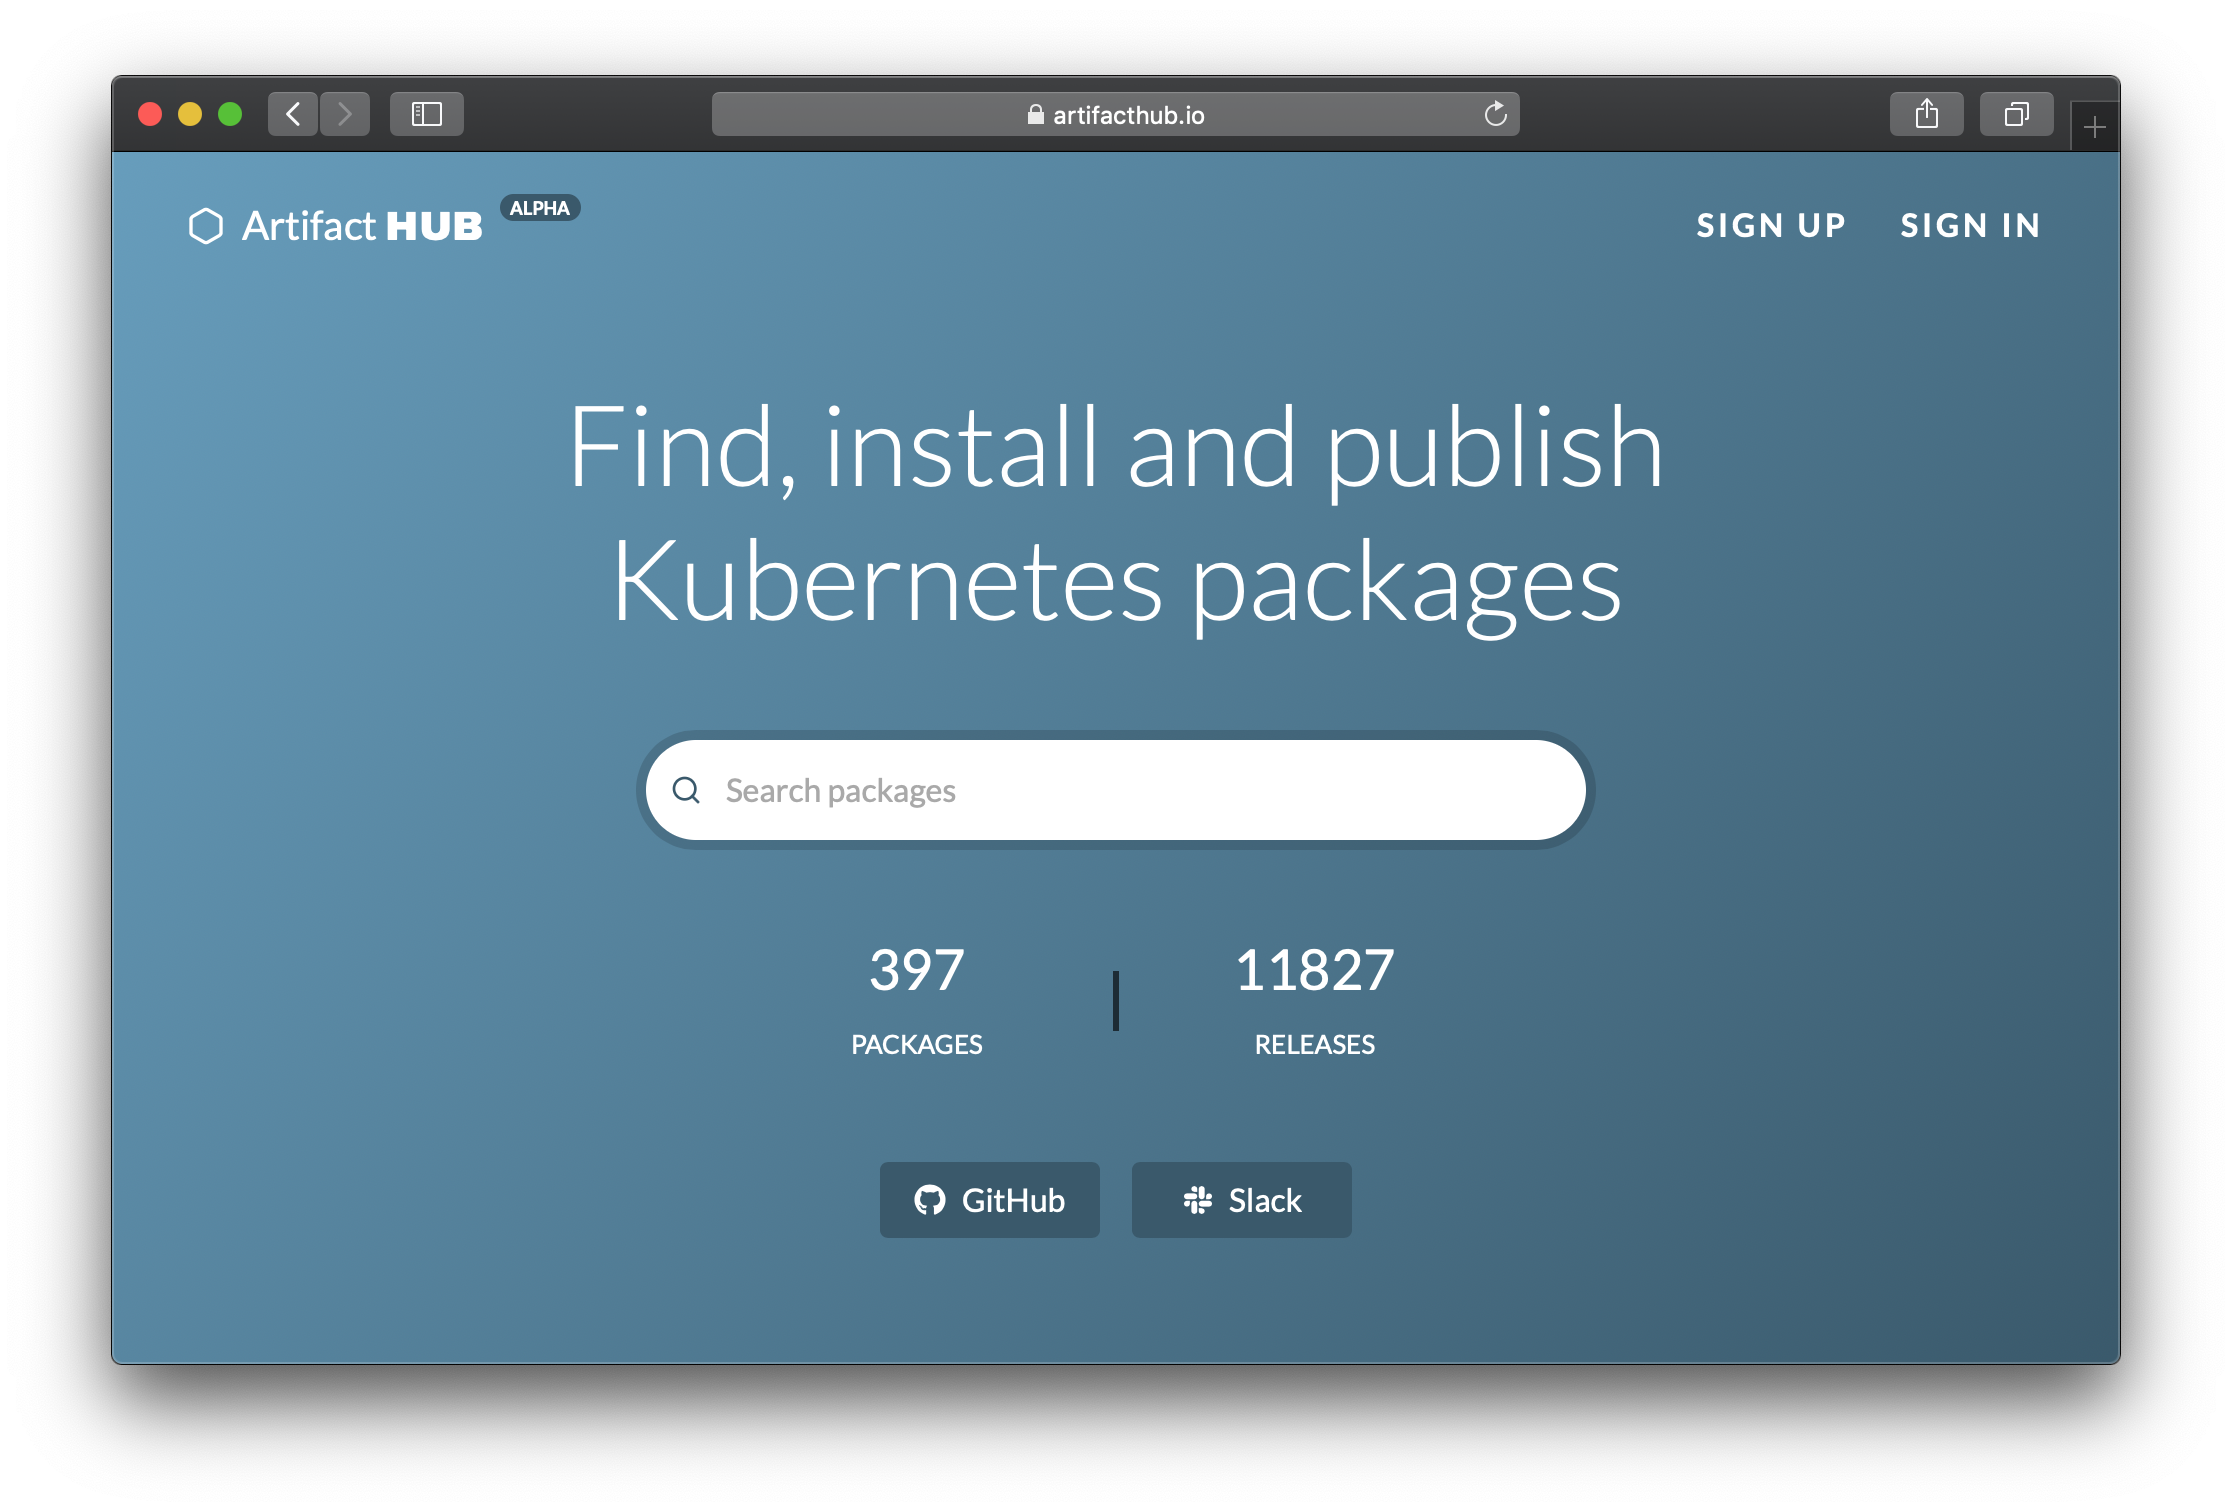 artifacthub.io
Artifact HUB ALPHA
SIGN UP SIGN IN
Find, install and publish
Kubernetes packages
Search packages
397 11827
PACKAGES RELEASES
GitHub Slack